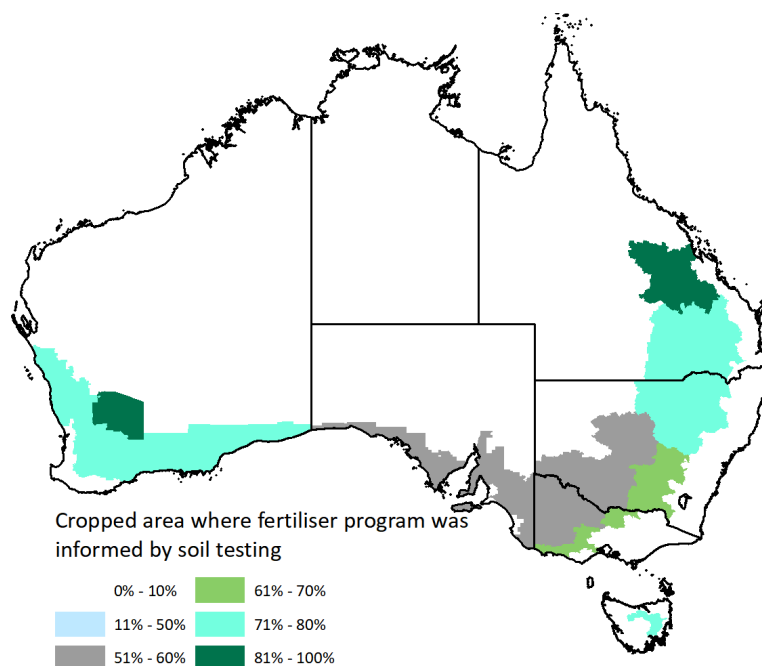 Cropped area where fertiliser program was
informed by soil testing
0% - 10%
61% - 70%
11% - 50%
71% - 80%
51% - 60%
81% - 100%